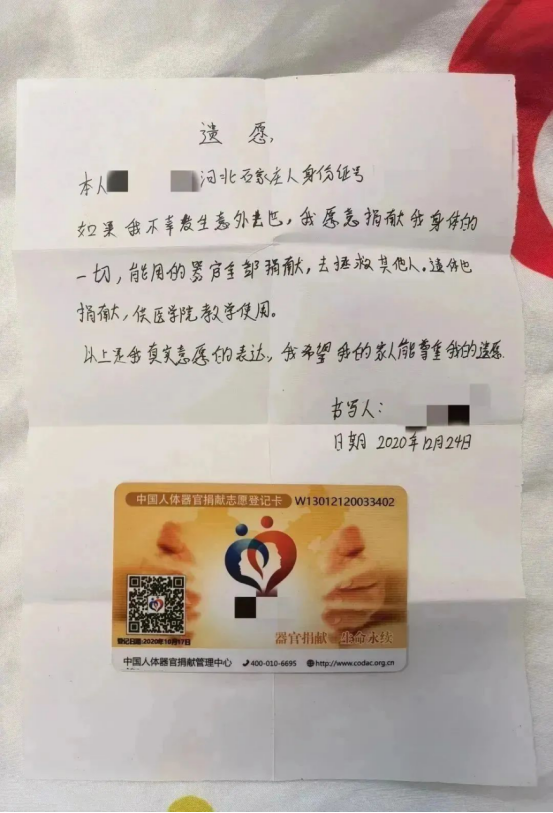 遗 愿,
本人 河北石家庄人身份证号
如果我不幸发生意外去世,我愿意捐献我身体的
一切,能用的器官全部捐献,去拯救其他人。遗体也
捐献,供医学院教学使用。
以上是我真实意愿的表达,我希望我的家人能尊重我的遗愿.
书写人:
日期 2020年12月24日
中国人体器官捐献志愿登记卡 W13012120033402
器官捐献 生命永续
登记日期:2020年10月17日
中国人体器官捐献管理中心 400-010-6695 http://www.codac.org.cn